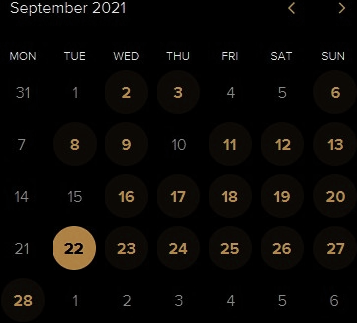 September 2021 < >
MON TUE WED THU FRI SAT SUN
31 1 2 3 4 5 6
7 8 9 10 11 12 13
14 15 16 17 18 19 20
21 22 23 24 25 26 27
28 1 2 3 4 5 6